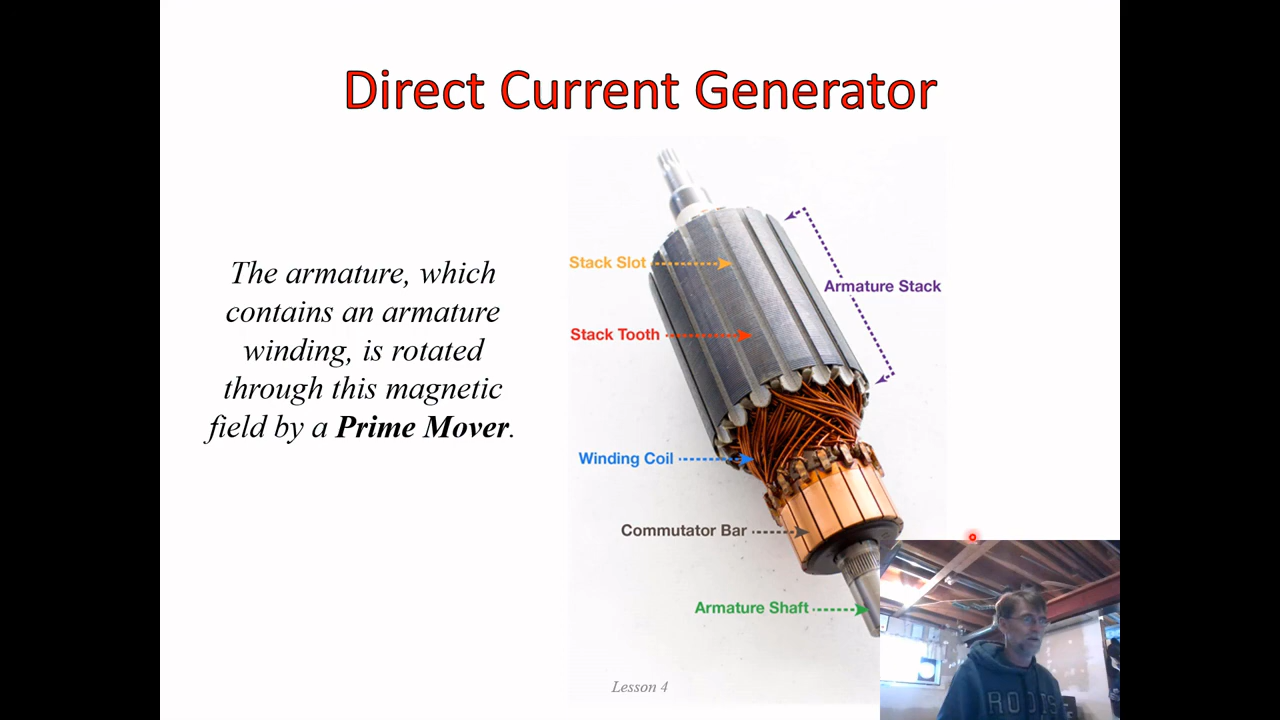 Direct Current Generator
The armature, which
contains an armature
winding, is rotated
through this magnetic
field by a Prime Mover.
Stack Slot
Armature Stack
Stack Tooth
Winding Coil
Commutator Bar
Armature Shaft
Lesson 4